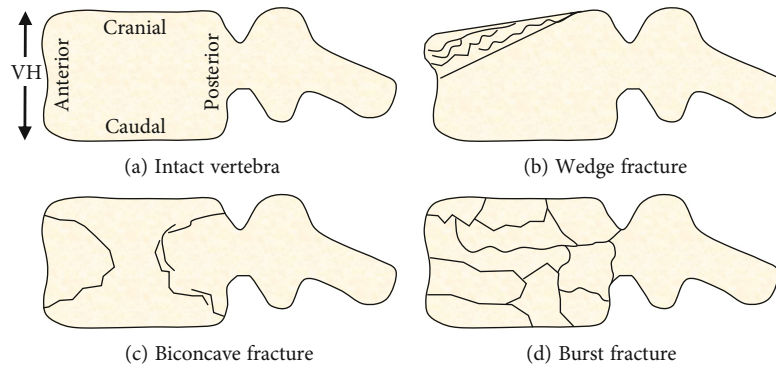 Cranial
VH
Anterior
Posterior
Caudal
(a) Intact vertebra
(b) Wedge fracture
(c) Biconcave fracture
(d) Burst fracture